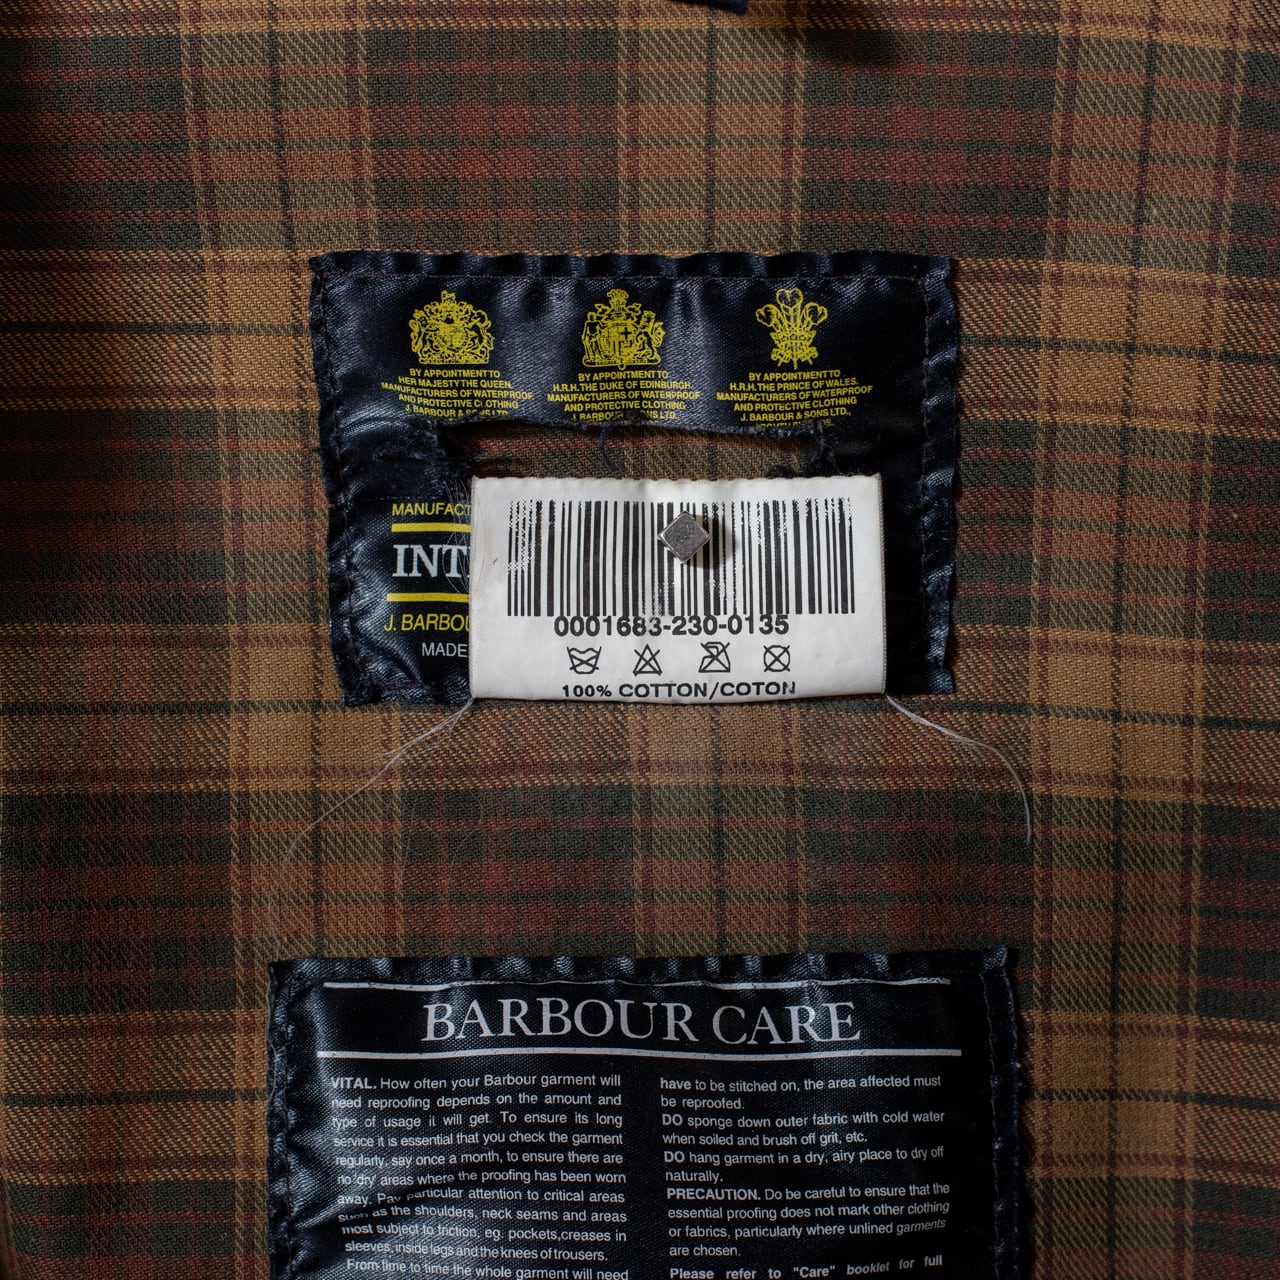 BY APPOINTMENT TO
HER MAJESTY THE QUEEN.
MANUFACTURERS OF WATERPROOF
AND PROTECTIVE CLOTHING
J. BARBOUR & SONS LTD.
BY APPOINTMENT TO
H.R.H. THE DUKE OF EDINBURGH.
MANUFACTURERS OF WATERPROOF
AND PROTECTIVE CLOTHING
J. BARBOUR & SONS LTD.
BY APPOINTMENT TO
H.R.H. THE PRINCE OF WALES.
MANUFACTURERS OF WATERPROOF
AND PROTECTIVE CLOTHING
J. BARBOUR & SONS LTD.,
MANUFACT
INT
J. BARBOU
MADE
0001683-230-0135
100% COTTON/COTON
BARBOUR CARE
VITAL. How often your Barbour garment will
need reproofing depends on the amount and
type of usage it will get. To ensure its long
service it is essential that you check the garment
regularly, say once a month, to ensure there are
no dry areas where the proofing has been worn
away. Pay particular attention to critical areas
such as the shoulders, neck seams and areas
most subject to friction, eg. pockets,creases in
sleeves, inside legs and the knees of trousers.
From time to time the whole garment will need
have to be stitched on, the area affected must
be reproofed.
DO sponge down outer fabric with cold water
when soiled and brush off grit, etc.
DO hang garment in a dry, airy place to dry off
naturally.
PRECAUTION. Do be careful to ensure that the
essential proofing does not mark other clothing
or fabrics, particularly where unlined garments
are chosen.
Please refer to "Care" booklet for full